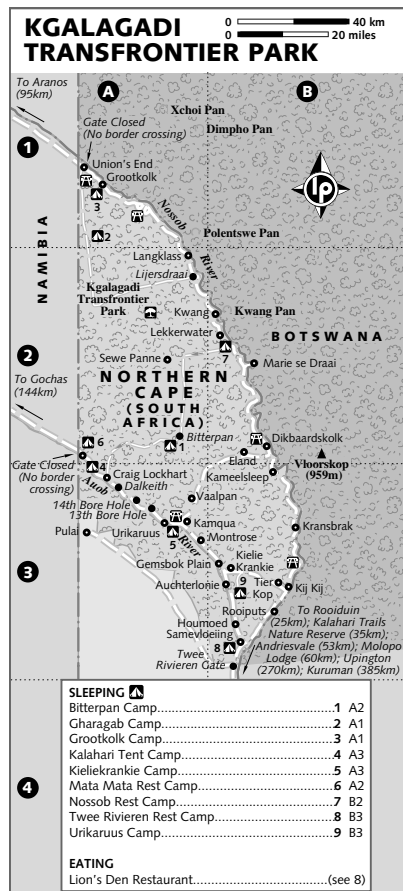 KGALAGADI
TRANSFRONTIER PARK
0 40 km
0 20 miles
To Aranos
(95km)
A
B
Xchoi Pan
Dimpho Pan
Gate Closed
(No border crossing)
1
Union's End
Grootkolk
3
lp
Nossob
River
2
Polentswe Pan
NAMIBIA
Langklass
Lijersdraai
Kgalagadi
Transfrontier
Park
Kwang
Kwang Pan
Lekkerwater
BOTSWANA
7
2
Sewe Panne
Marie se Draai
To Gochas
(144km)
NORTHERN
CAPE
(SOUTH
AFRICA)
Bitterpan
1
6
Dikbaardskolk
Eland
Vloorskop
(959m)
Gate Closed
(No border
crossing)
4
Craig Lockhart
Kameelsleep
Auob
River
Dalkeith
Vaalpan
14th Bore Hole
13th Bore Hole
Kransbrak
Pulai
Urikaruus
Kamqua
5
Montrose
3
Gemsbok Plain
Kielie
Krankie
Auchterlonie
9
Tier
Kop
Kij Kij
Rooiputs
Houmoed
Samevloeiing
8
Twee
Rivieren Gate
To Rooiduin
(25km); Kalahari Trails
Nature Reserve (35km);
Andriesvale (53km); Molopo
Lodge (60km); Upington
(270km); Kuruman (385km)
4
SLEEPING
Bitterpan Camp 1 A2
Gharagab Camp 2 A1
Grootkolk Camp 3 A1
Kalahari Tent Camp 4 A3
Kieliekrankie Camp 5 A3
Mata Mata Rest Camp 6 A2
Nossob Rest Camp 7 B2
Twee Rivieren Rest Camp 8 B3
Urikaruus Camp 9 B3
EATING
Lion's Den Restaurant (see 8)